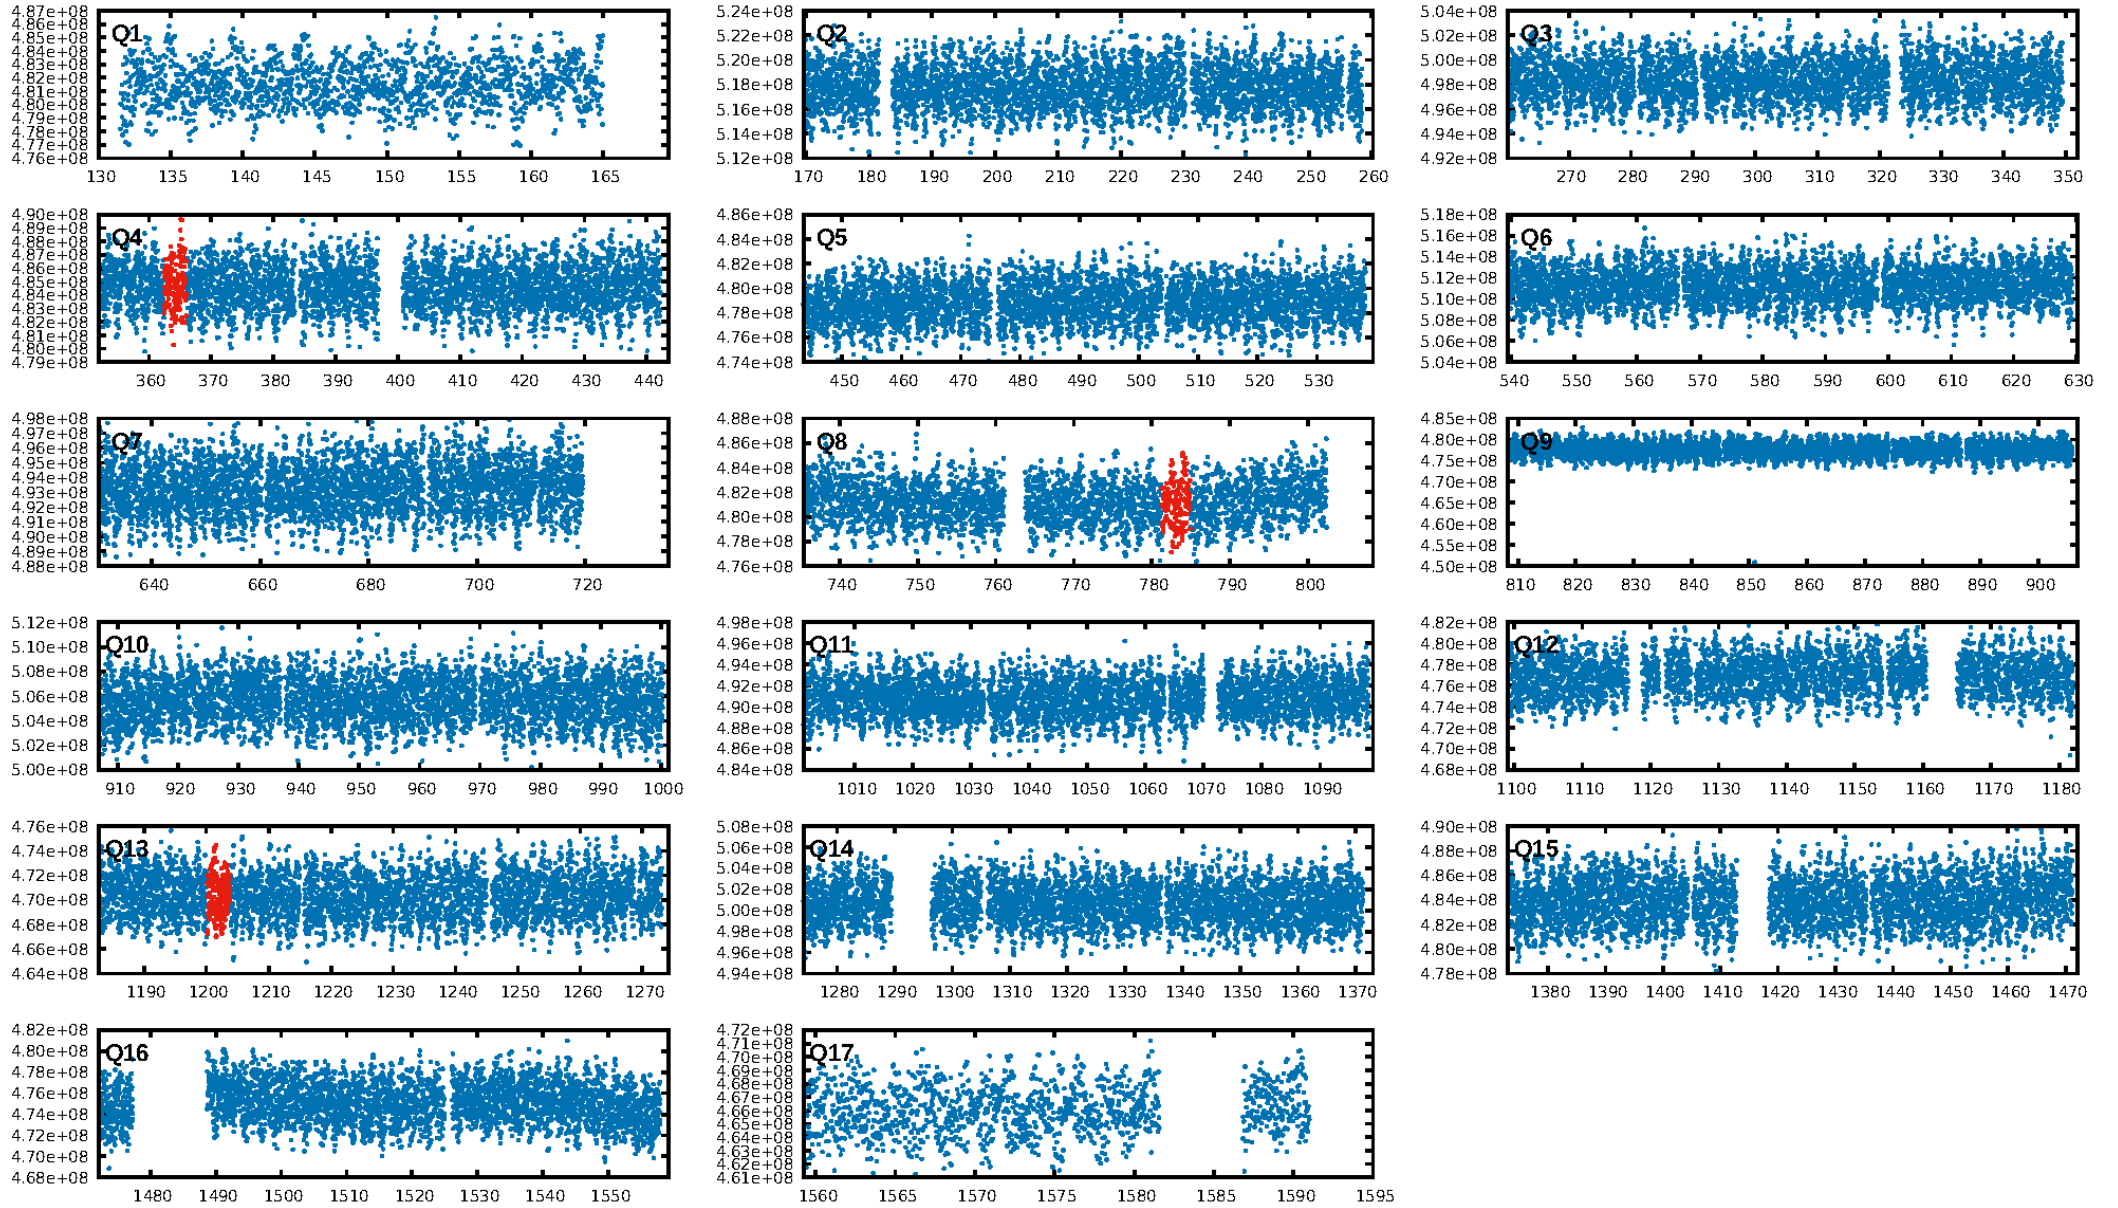 Q1
4.87e+08
4.86e+08
4.85e+08
4.84e+08
4.83e+08
4.82e+08
4.81e+08
4.80e+08
4.79e+08
4.78e+08
4.77e+08
4.76e+08
130 135 140 145 150 155 160 165
Q2
5.24e+08
5.22e+08
5.20e+08
5.18e+08
5.16e+08
5.14e+08
5.12e+08
170 180 190 200 210 220 230 240 250 260
Q3
5.04e+08
5.02e+08
5.00e+08
4.98e+08
4.96e+08
4.94e+08
4.92e+08
270 280 290 300 310 320 330 340 350
Q4
4.90e+08
4.89e+08
4.88e+08
4.87e+08
4.86e+08
4.85e+08
4.84e+08
4.83e+08
4.82e+08
4.81e+08
4.80e+08
4.79e+08
360 370 380 390 400 410 420 430 440
Q5
4.86e+08
4.84e+08
4.82e+08
4.80e+08
4.78e+08
4.76e+08
4.74e+08
450 460 470 480 490 500 510 520 530
Q6
5.18e+08
5.16e+08
5.14e+08
5.12e+08
5.10e+08
5.08e+08
5.06e+08
5.04e+08
540 550 560 570 580 590 600 610 620 630
Q7
4.98e+08
4.97e+08
4.96e+08
4.95e+08
4.94e+08
4.93e+08
4.92e+08
4.91e+08
4.90e+08
4.89e+08
4.88e+08
640 660 680 700 720
Q8
4.88e+08
4.86e+08
4.84e+08
4.82e+08
4.80e+08
4.78e+08
4.76e+08
740 750 760 770 780 790 800
Q9
4.85e+08
4.80e+08
4.75e+08
4.70e+08
4.65e+08
4.60e+08
4.55e+08
4.50e+08
810 820 830 840 850 860 870 880 890 900
Q10
5.12e+08
5.10e+08
5.08e+08
5.06e+08
5.04e+08
5.02e+08
5.00e+08
910 920 930 940 950 960 970 980 990 1000
Q11
4.98e+08
4.96e+08
4.94e+08
4.92e+08
4.90e+08
4.88e+08
4.86e+08
4.84e+08
1010 1020 1030 1040 1050 1060 1070 1080 1090
Q12
4.82e+08
4.80e+08
4.78e+08
4.76e+08
4.74e+08
4.72e+08
4.70e+08
4.68e+08
1100 1110 1120 1130 1140 1150 1160 1170 1180
Q13
4.76e+08
4.74e+08
4.72e+08
4.70e+08
4.68e+08
4.66e+08
4.64e+08
1190 1200 1210 1220 1230 1240 1250 1260 1270
Q14
5.08e+08
5.06e+08
5.04e+08
5.02e+08
5.00e+08
4.98e+08
4.96e+08
4.94e+08
1280 1290 1300 1310 1320 1330 1340 1350 1360 1370
Q15
4.90e+08
4.88e+08
4.86e+08
4.84e+08
4.82e+08
4.80e+08
4.78e+08
1380 1390 1400 1410 1420 1430 1440 1450 1460 1470
Q16
4.82e+08
4.80e+08
4.78e+08
4.76e+08
4.74e+08
4.72e+08
4.70e+08
4.68e+08
1480 1490 1500 1510 1520 1530 1540 1550
Q17
4.72e+08
4.71e+08
4.70e+08
4.69e+08
4.68e+08
4.67e+08
4.66e+08
4.65e+08
4.64e+08
4.63e+08
4.62e+08
4.61e+08
1560 1565 1570 1575 1580 1585 1590 1595